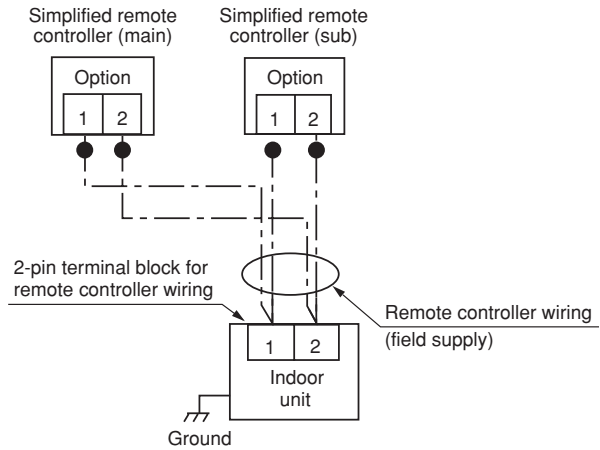 Simplified remote
controller (main)
Simplified remote
controller (sub)
Option
1 2
Option
1 2
2-pin terminal block for
remote controller wiring
Remote controller wiring
(field supply)
1 2
Indoor
unit
Ground